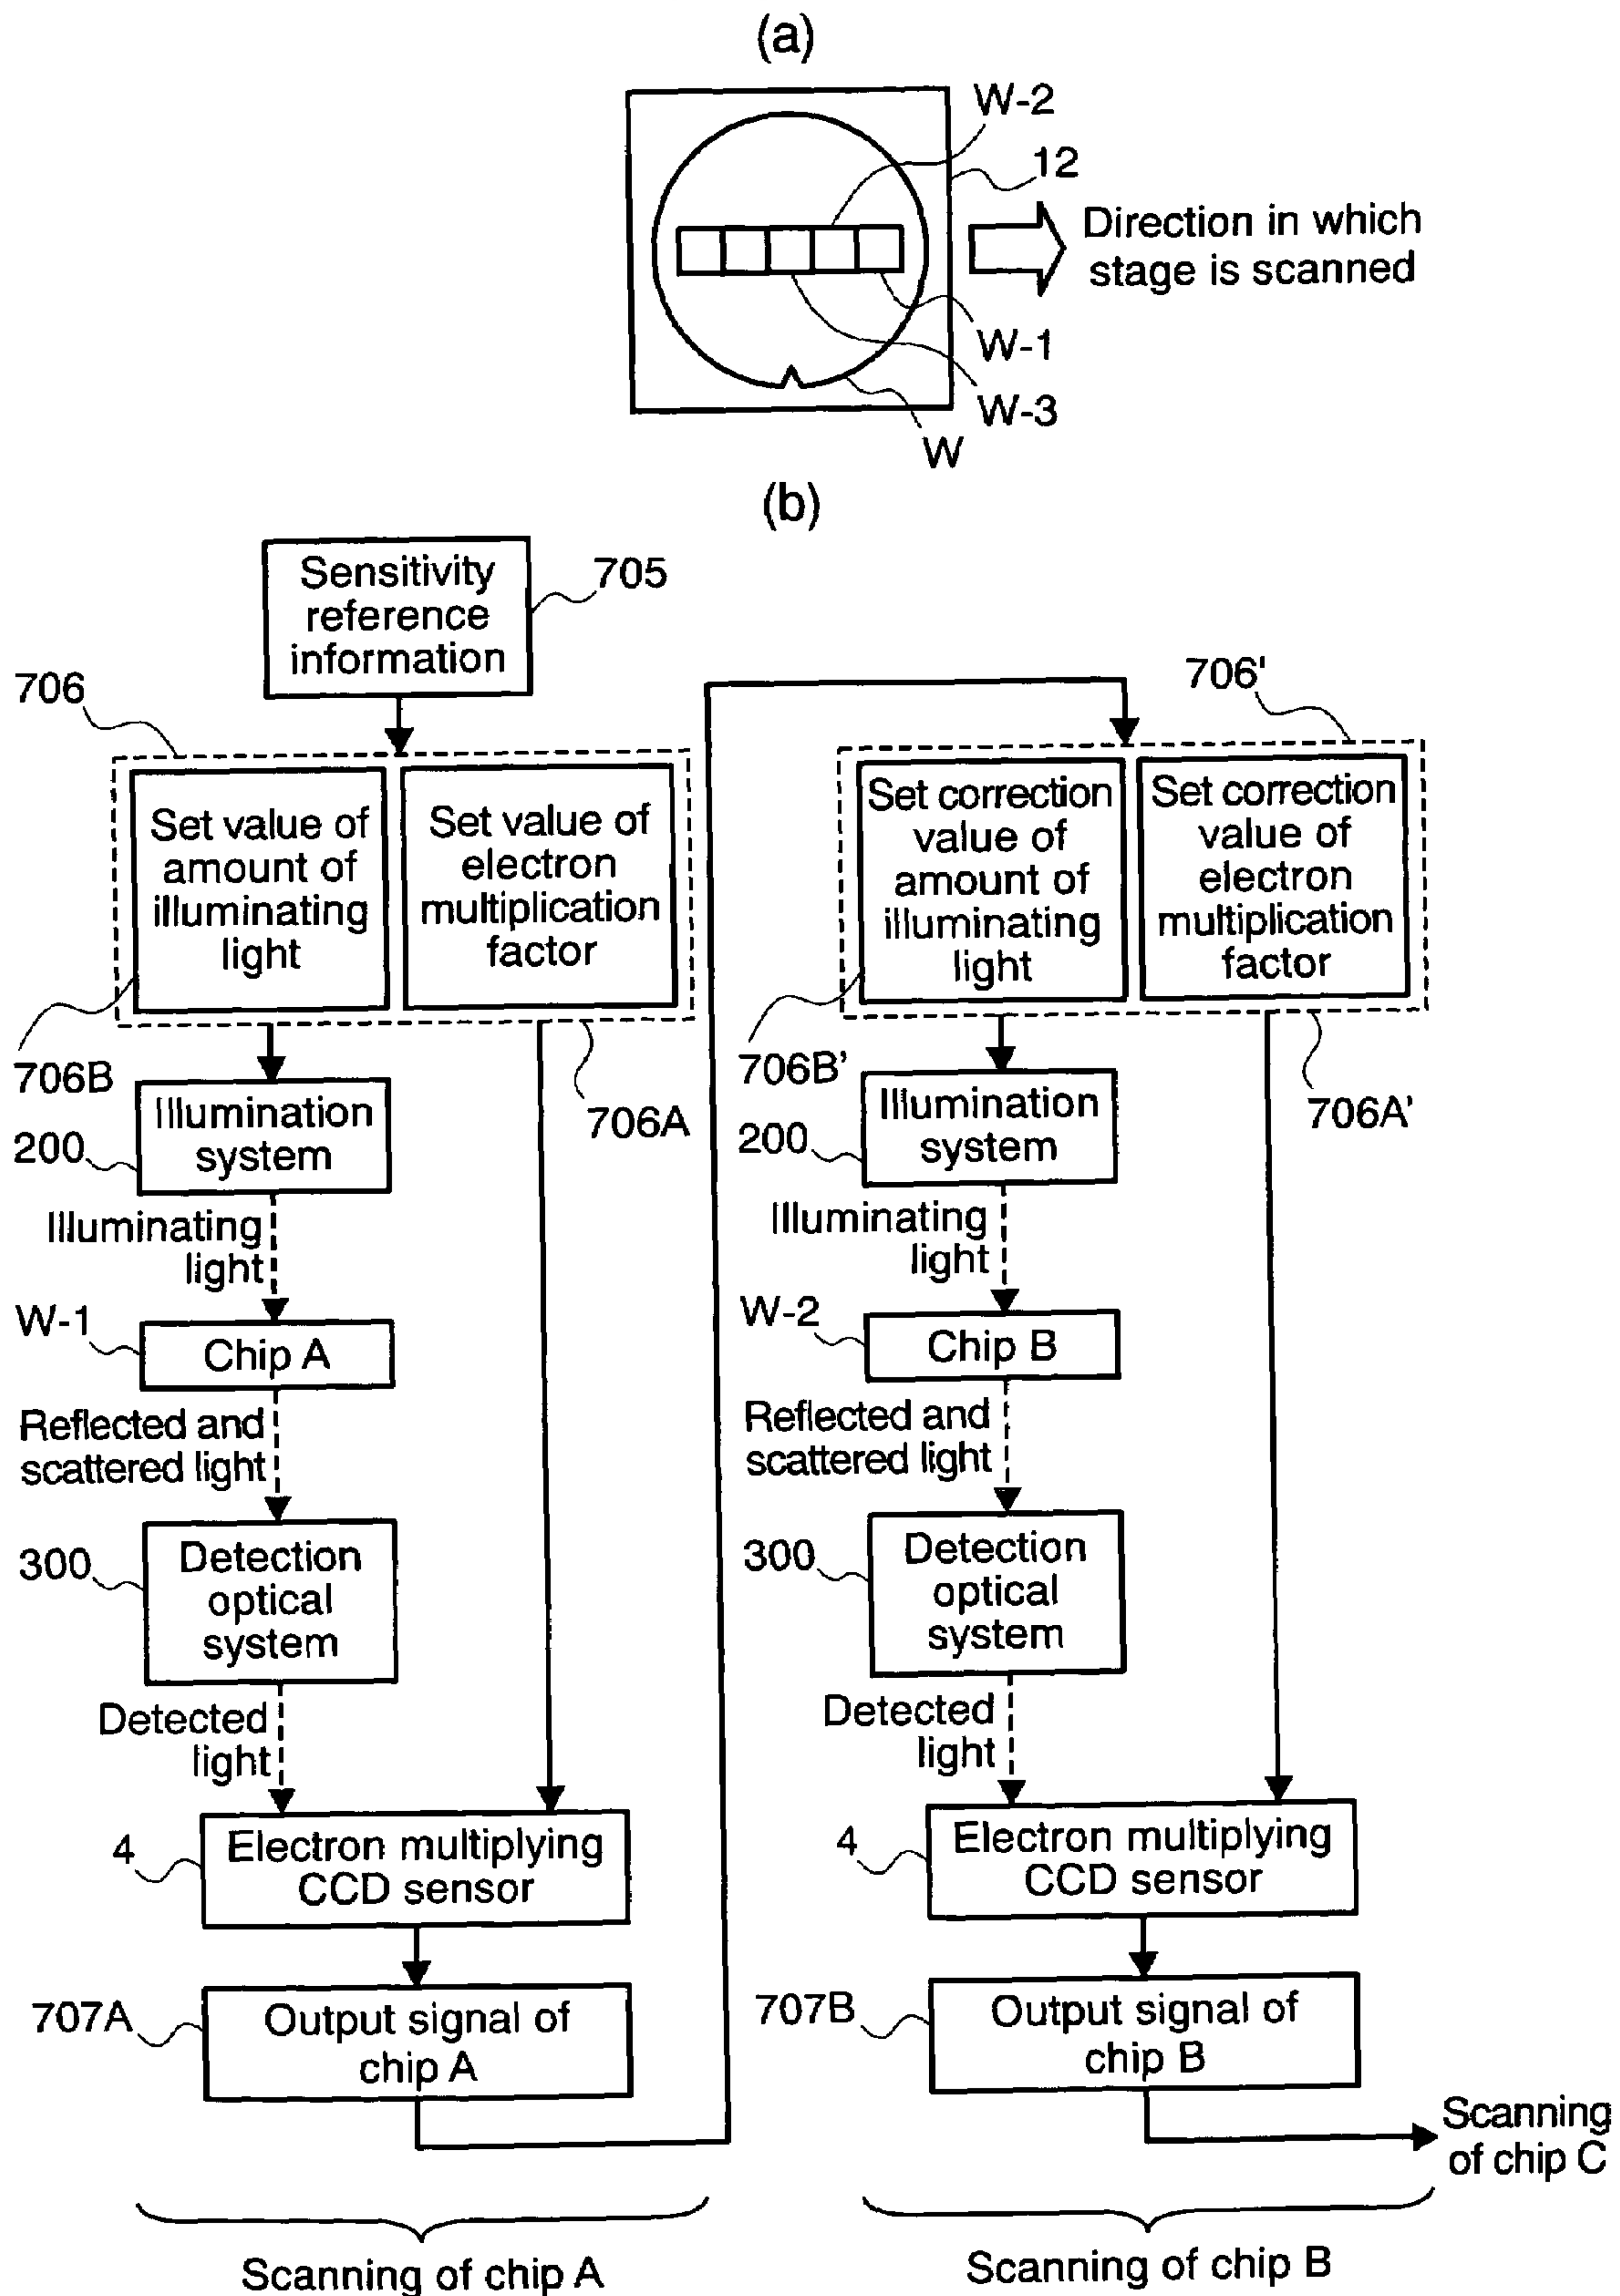 (a)
W-2
12
Direction in which
stage is scanned
W-1
W-3
W
(b)
Sensitivity
reference
information
705
706
Set value of
amount of
illuminating
light
Set value of
electron
multiplication
factor
706B
706A
Illumination
system
200
Illuminating
light
W-1
Chip A
Reflected and
scattered light
300
Detection
optical
system
Detected
light
4
Electron multiplying
CCD sensor
707A
Output signal of
chip A
Scanning of chip A
706'
Set correction
value of
amount of
illuminating
light
Set correction
value of
electron
multiplication
factor
706B’
706A'
Illumination
system
200
Illuminating
light
W-2
Chip B
Reflected and
scattered light
300
Detection
optical
system
Detected
light
4
Electron multiplying
CCD sensor
707B
Output signal of
chip B
Scanning
of chip C
Scanning of chip B